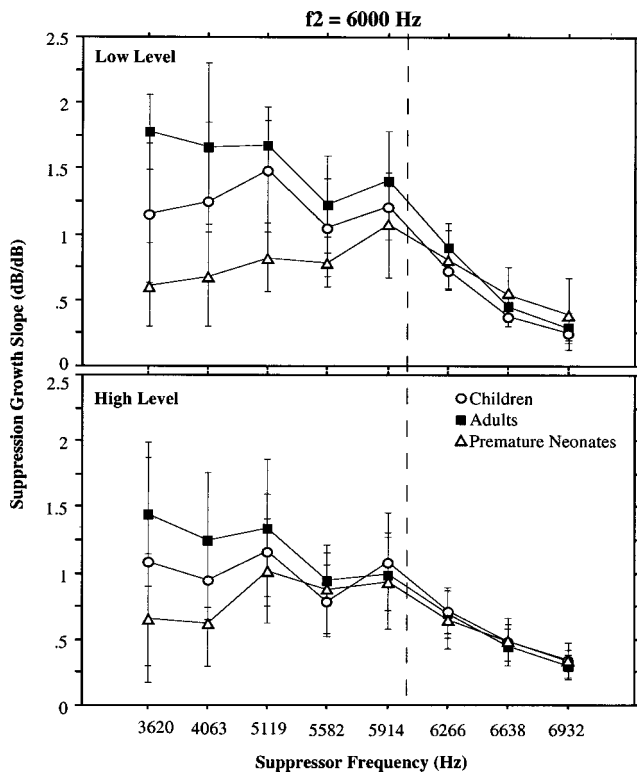 f2 = 6000 Hz
2.5
Low Level
2
1.5
1
.5
0
2.5
High Level
Children
Adults
Premature Neonates
2
1.5
1
.5
0
3620 4063 5119 5582 5914 6266 6638 6932
Suppressor Frequency (Hz)
Suppression Growth Slope (dB/dB)